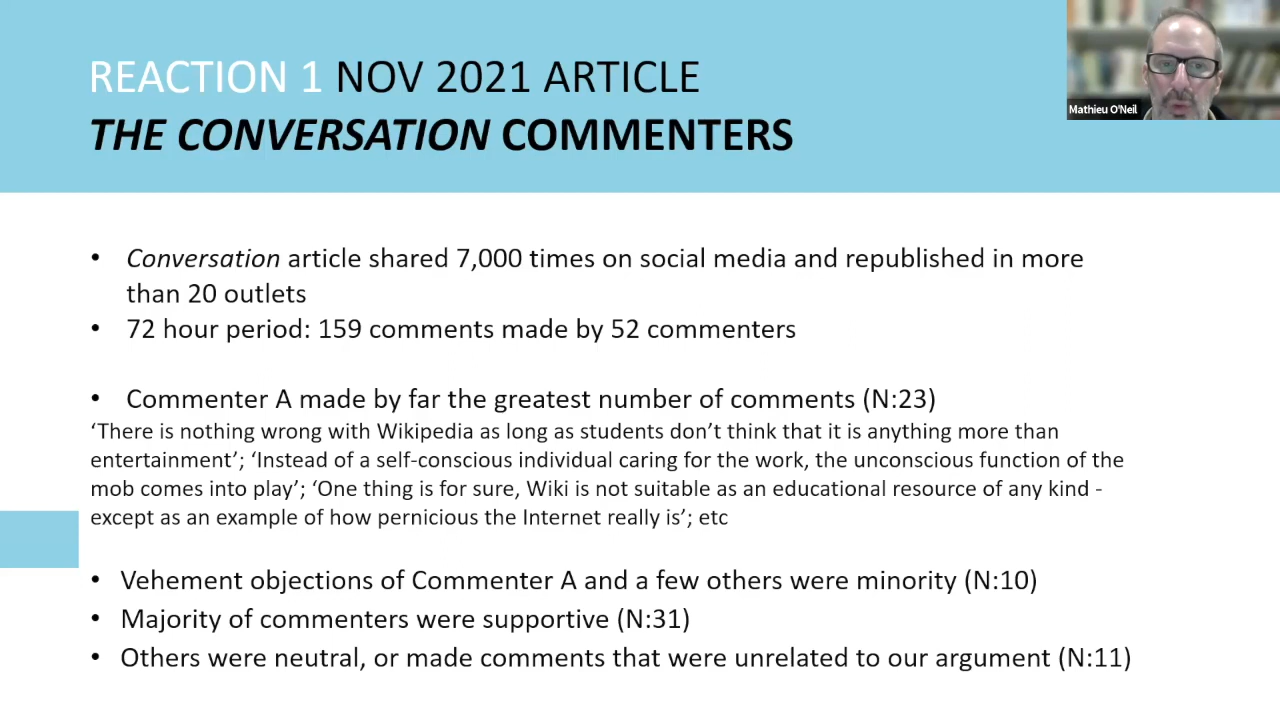 REACTION 1 NOV 2021 ARTICLE
THE CONVERSATION COMMENTERS
Mathieu O'Neil
• Conversation article shared 7,000 times on social media and republished in more
than 20 outlets
• 72 hour period: 159 comments made by 52 commenters
• Commenter A made by far the greatest number of comments (N:23)
‘There is nothing wrong with Wikipedia as long as students don’t think that it is anything more than
entertainment’; ‘Instead of a self-conscious individual caring for the work, the unconscious function of the
mob comes into play’; ‘One thing is for sure, Wiki is not suitable as an educational resource of any kind -
except as an example of how pernicious the Internet really is’; etc
• Vehement objections of Commenter A and a few others were minority (N:10)
• Majority of commenters were supportive (N:31)
• Others were neutral, or made comments that were unrelated to our argument (N:11)